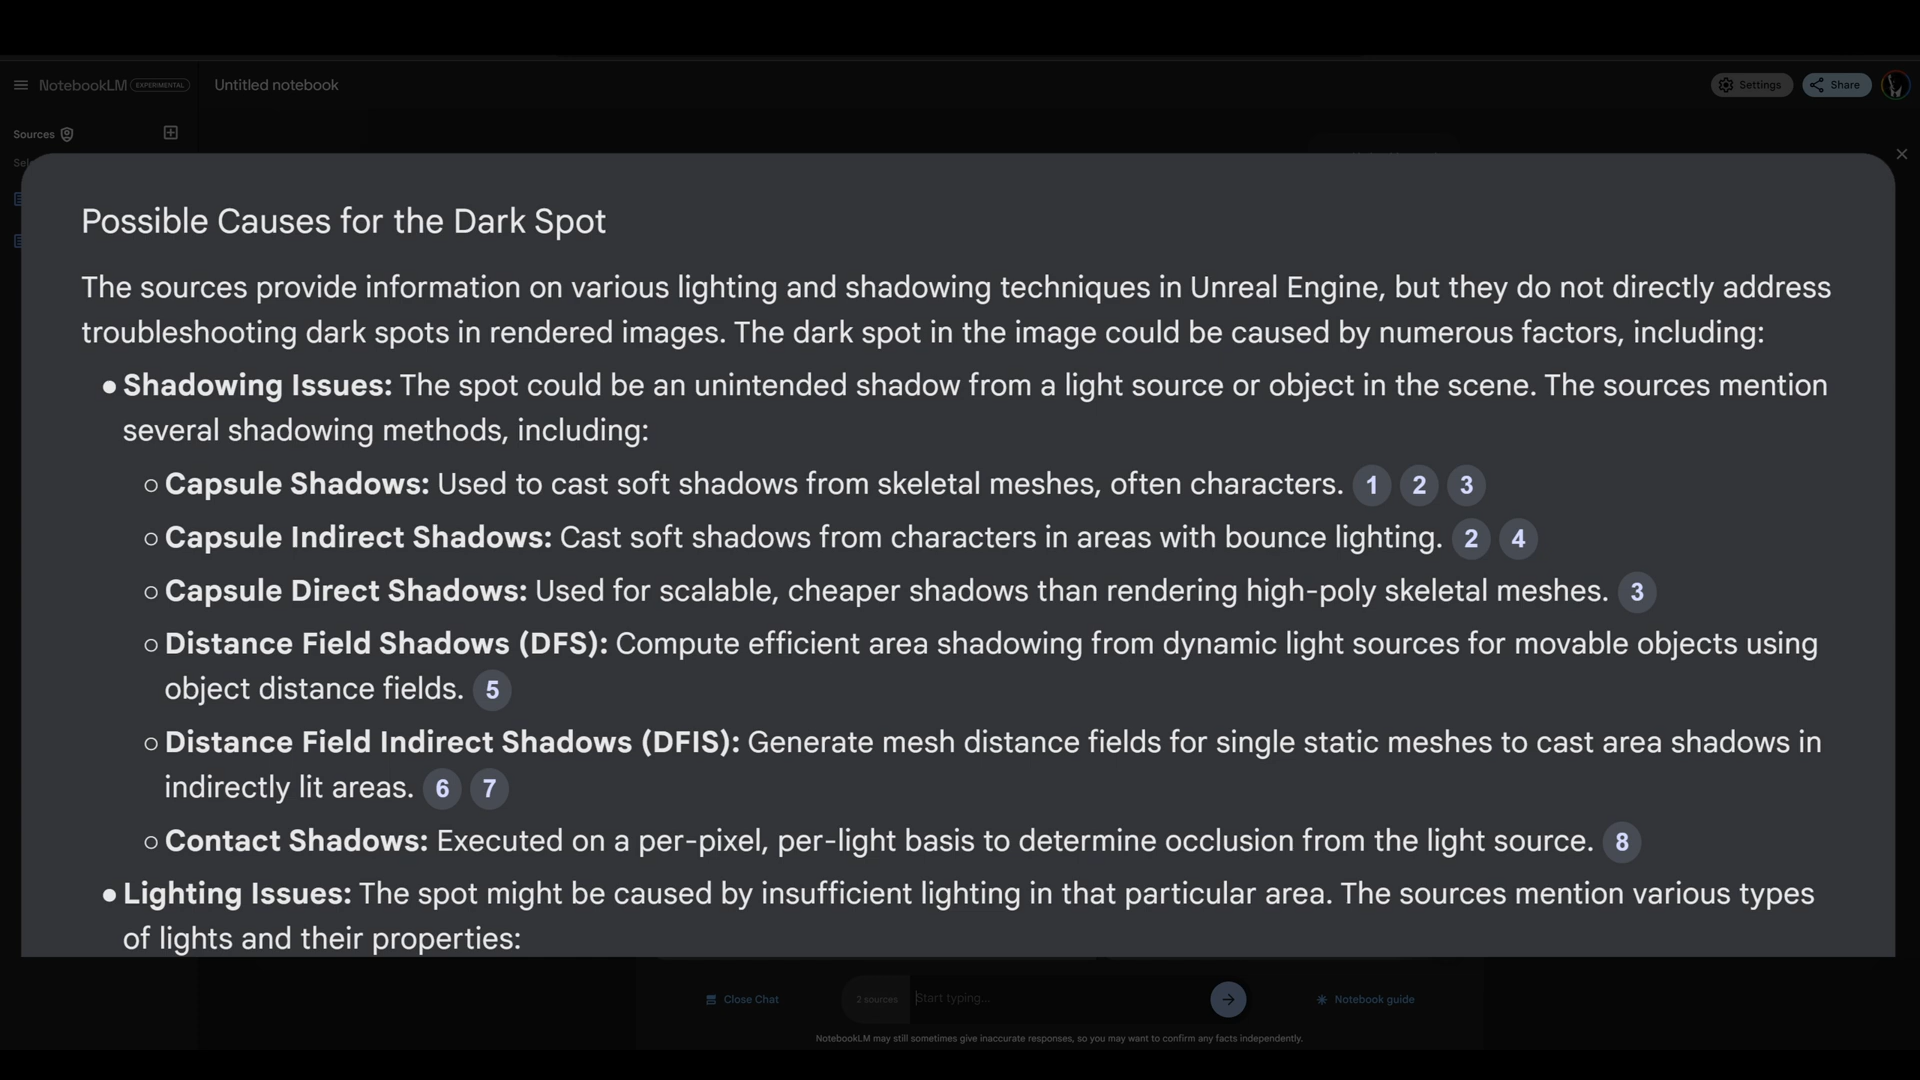 NotebookLM EXPERIMENTAL Untitled notebook Settings Share
Sources
Possible Causes for the Dark Spot
The sources provide information on various lighting and shadowing techniques in Unreal Engine, but they do not directly address
troubleshooting dark spots in rendered images. The dark spot in the image could be caused by numerous factors, including:
● Shadowing Issues: The spot could be an unintended shadow from a light source or object in the scene. The sources mention
several shadowing methods, including:
○ Capsule Shadows: Used to cast soft shadows from skeletal meshes, often characters. 1 2 3
○ Capsule Indirect Shadows: Cast soft shadows from characters in areas with bounce lighting. 2 4
○ Capsule Direct Shadows: Used for scalable, cheaper shadows than rendering high-poly skeletal meshes. 3
○ Distance Field Shadows (DFS): Compute efficient area shadowing from dynamic light sources for movable objects using
object distance fields. 5
○ Distance Field Indirect Shadows (DFIS): Generate mesh distance fields for single static meshes to cast area shadows in
indirectly lit areas. 6 7
○ Contact Shadows: Executed on a per-pixel, per-light basis to determine occlusion from the light source. 8
● Lighting Issues: The spot might be caused by insufficient lighting in that particular area. The sources mention various types
of lights and their properties:
Close Chat 2 sources Start typing... Notebook guide
NotebookLM may still sometimes give inaccurate responses, so you may want to confirm any facts independently.